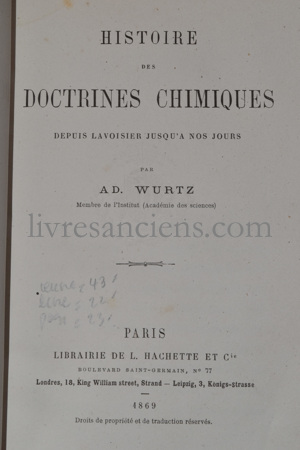 HISTOIRE
DES
DOCTRINES CHIMIQUES
DEPUIS LAVOISIER JUSQU'A NOS JOURS
PAR
AD. WURTZ
Membre de l'Institut (Académie des sciences)
livresanciens.com
PARIS
LIBRAIRIE DE L. HACHETTE ET Cie
BOULEVARD SAINT-GERMAIN, N° 77
Londres, 18, King William street, Strand — Leipzig, 3, Konigs-strasse
1869
Droits de propriété et de traduction réservés.